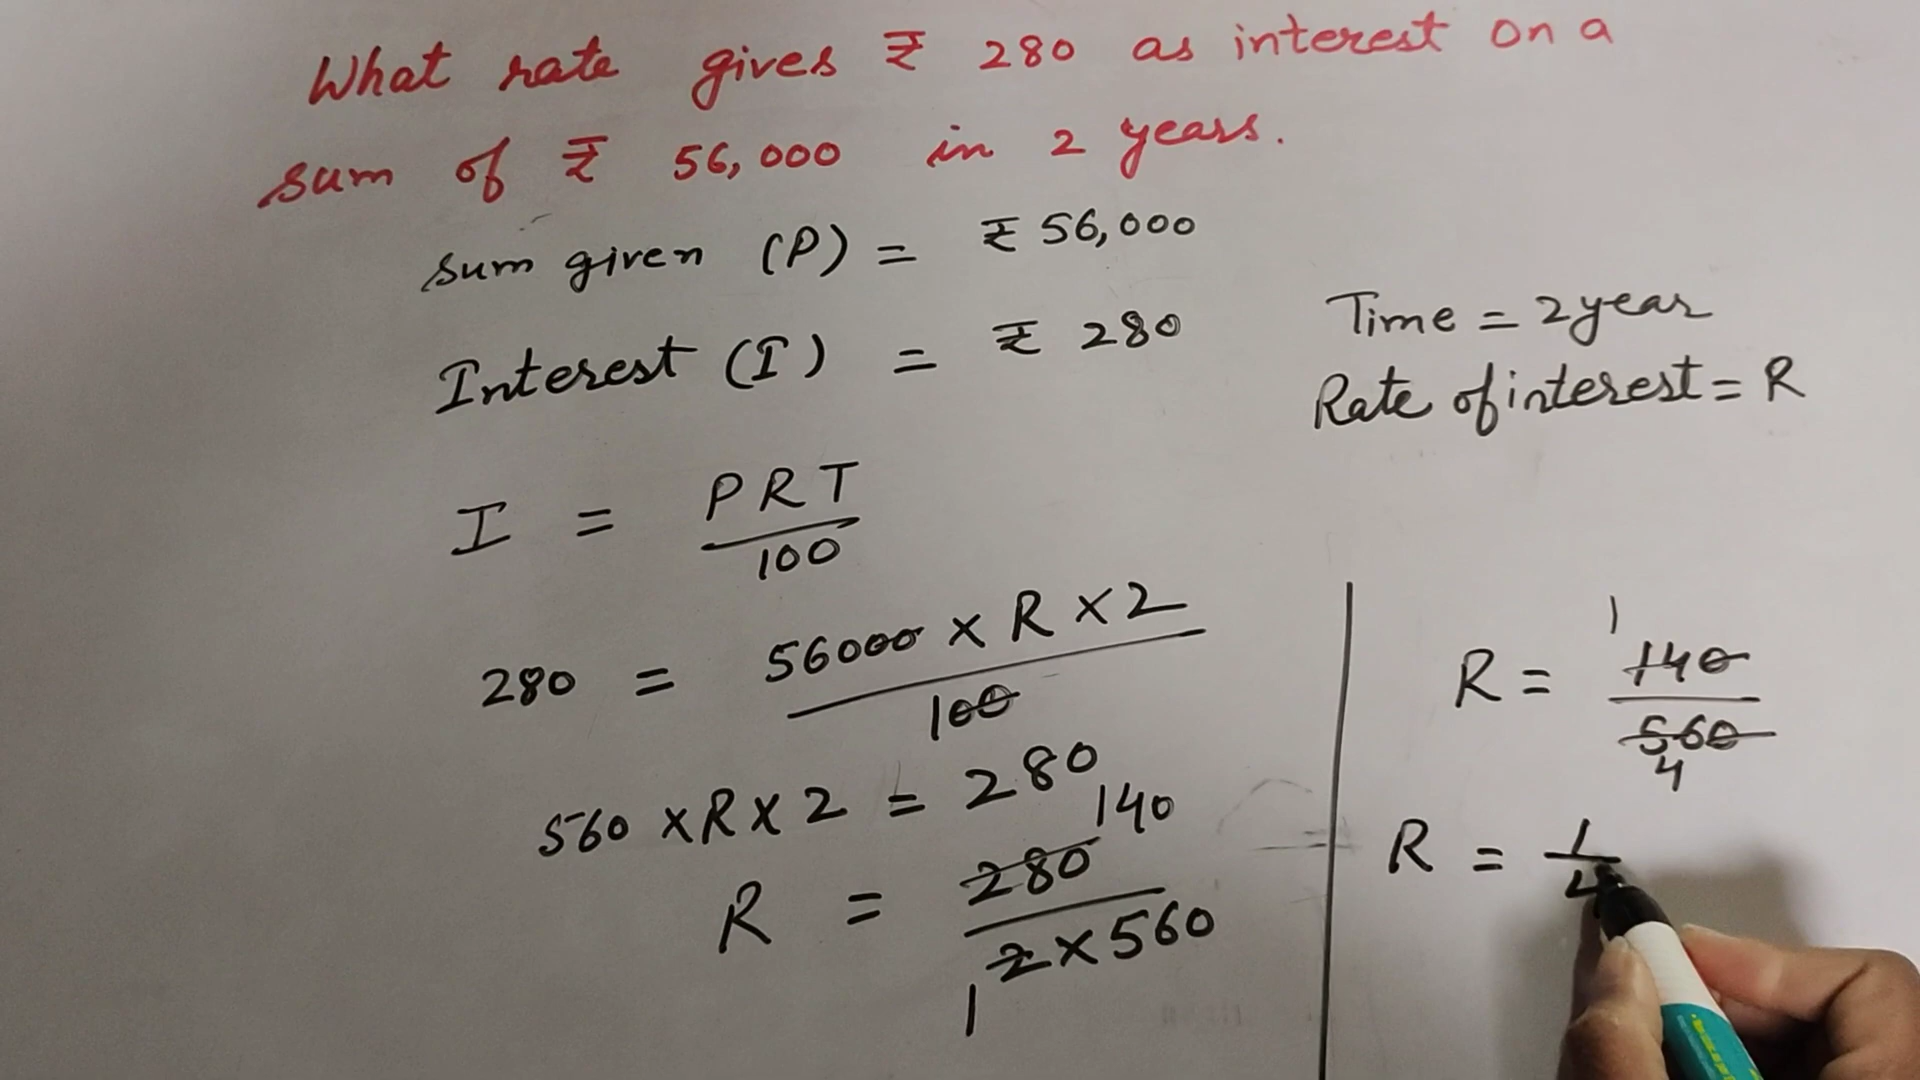 What rate gives ₹ 280 as interest on a
sum of ₹ 56,000 in 2 years.
sum given (P) = ₹ 56,000
Interest (I) = ₹ 280
Time = 2 year
Rate of interest = R
I = PRT
100
280 = 56000 × R × 2
100
560 × R × 2 = 280
140
R = 280
2 × 560
1
1
R = 140
560
4
R = 1
4